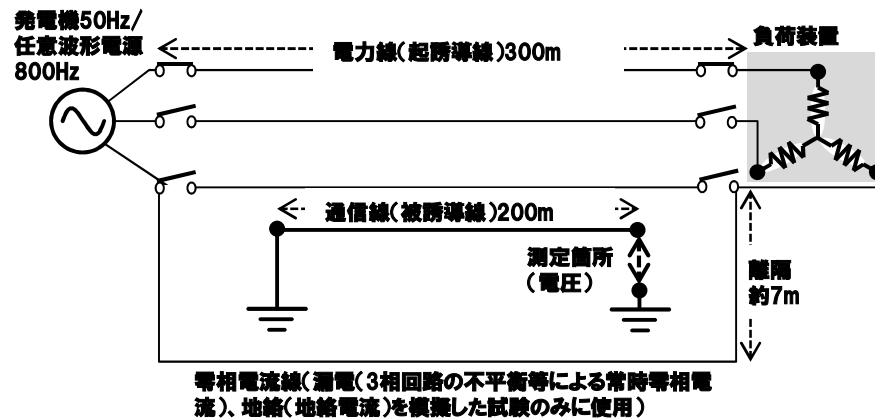 発電機50Hz/
任意波形電源
800Hz
電力線(起誘導線)300m
負荷装置
通信線(被誘導線)200m
測定箇所
(電圧)
離隔
約7m
零相電流線(漏電(3相回路の不平衡等による常時零相電
流)、地絡(地絡電流)を模擬した試験のみに使用)